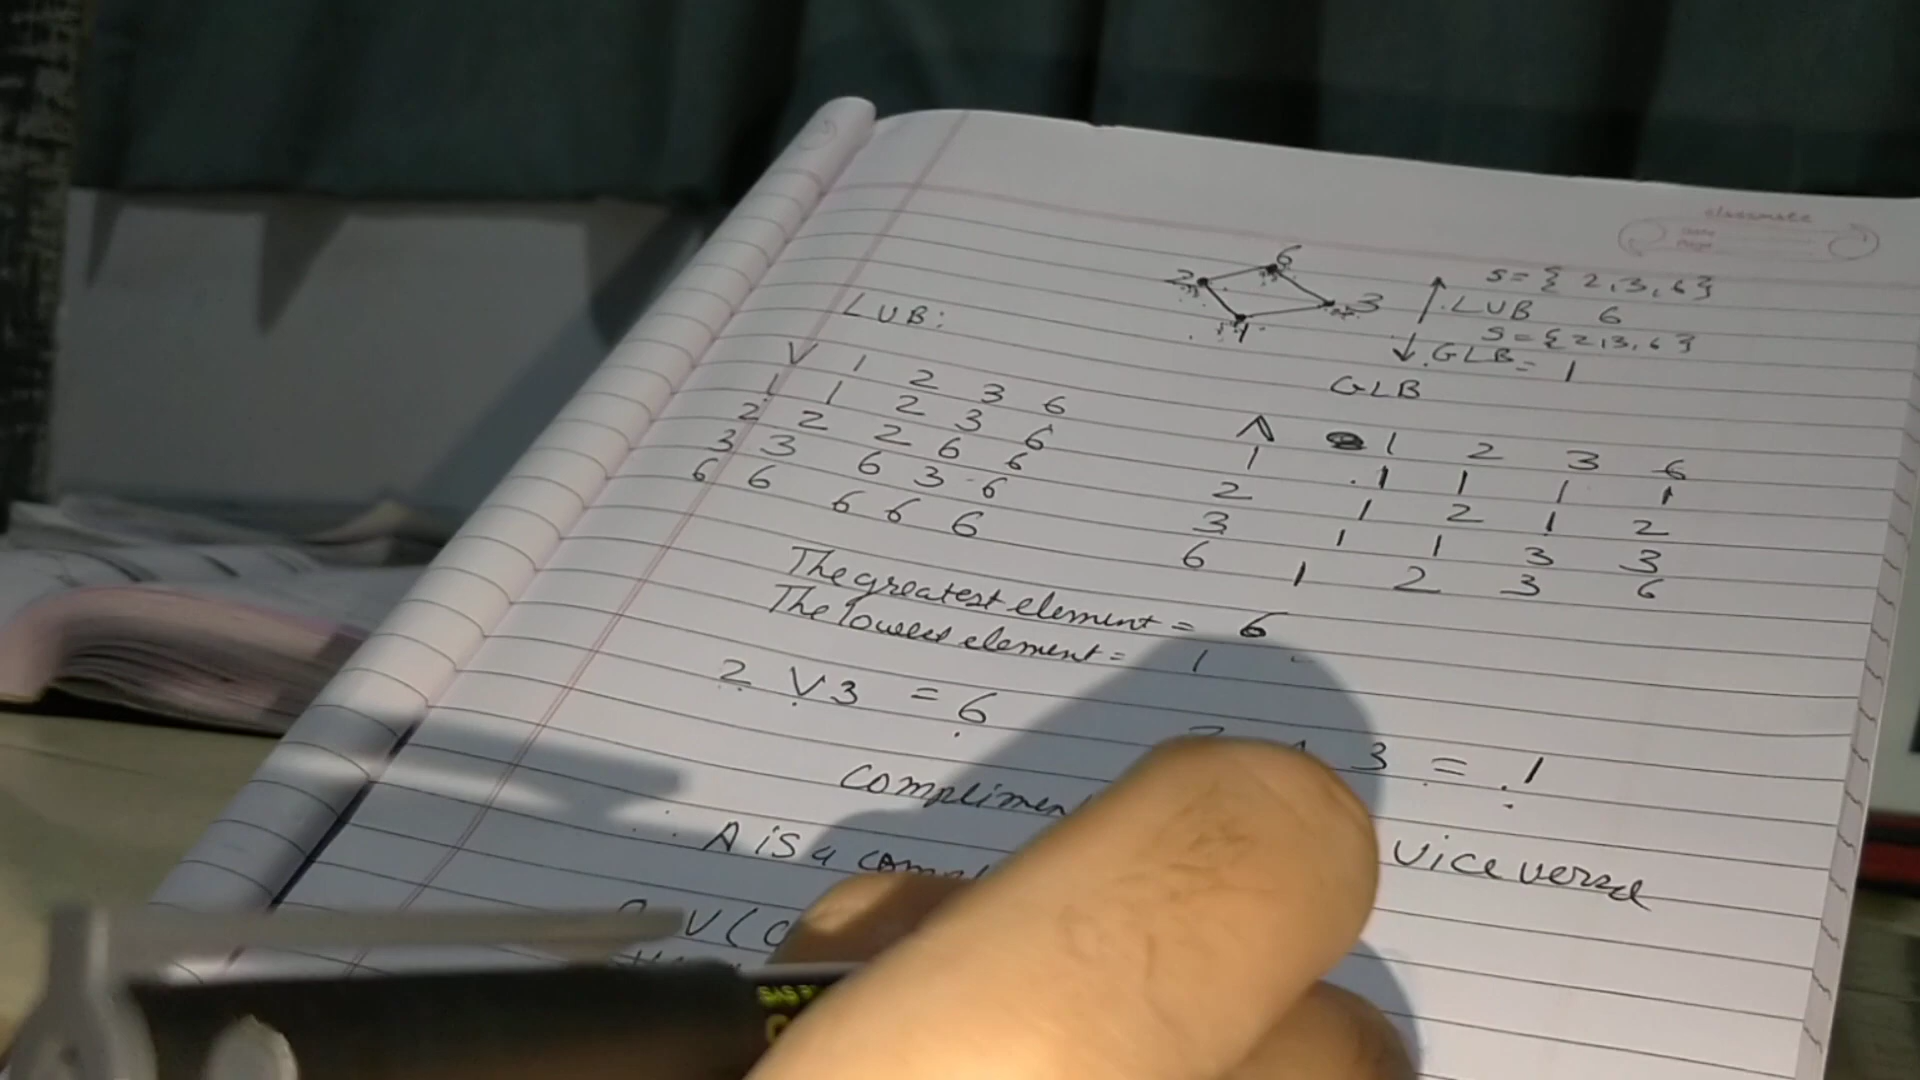 classmate
Date
Page
6
2
3
1
S= { 2,3,6}
LUB 6
S= {2,3,6}
GLB= 1
LUB:
GLB
V 1 2 3 6
1 1 2 3 6
2 2 2 6 6
3 3 6 3 6
6 6 6 6 6
Λ 1 2 3 6
1 1 1 1 1
2 1 2 1 2
3 1 1 3 3
6 1 2 3 6
The greatest element = 6
The lowest element = 1
2 V 3 = 6
3 = 1
A is a
vice versa
V (